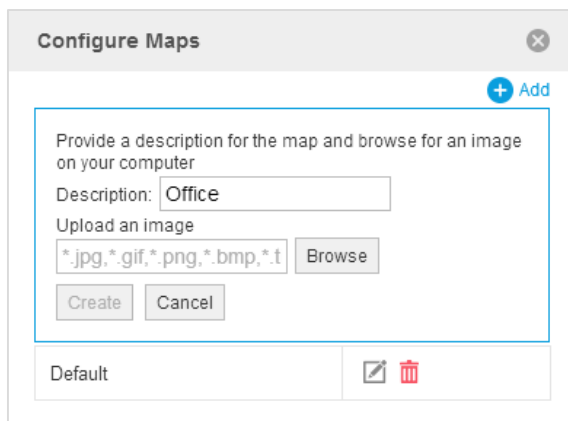 Configure Maps
Add
Provide a description for the map and browse for an image
on your computer
Description: Office
Upload an image
*.jpg,*.gif,*.png,*.bmp,*.t Browse
Create Cancel
Default